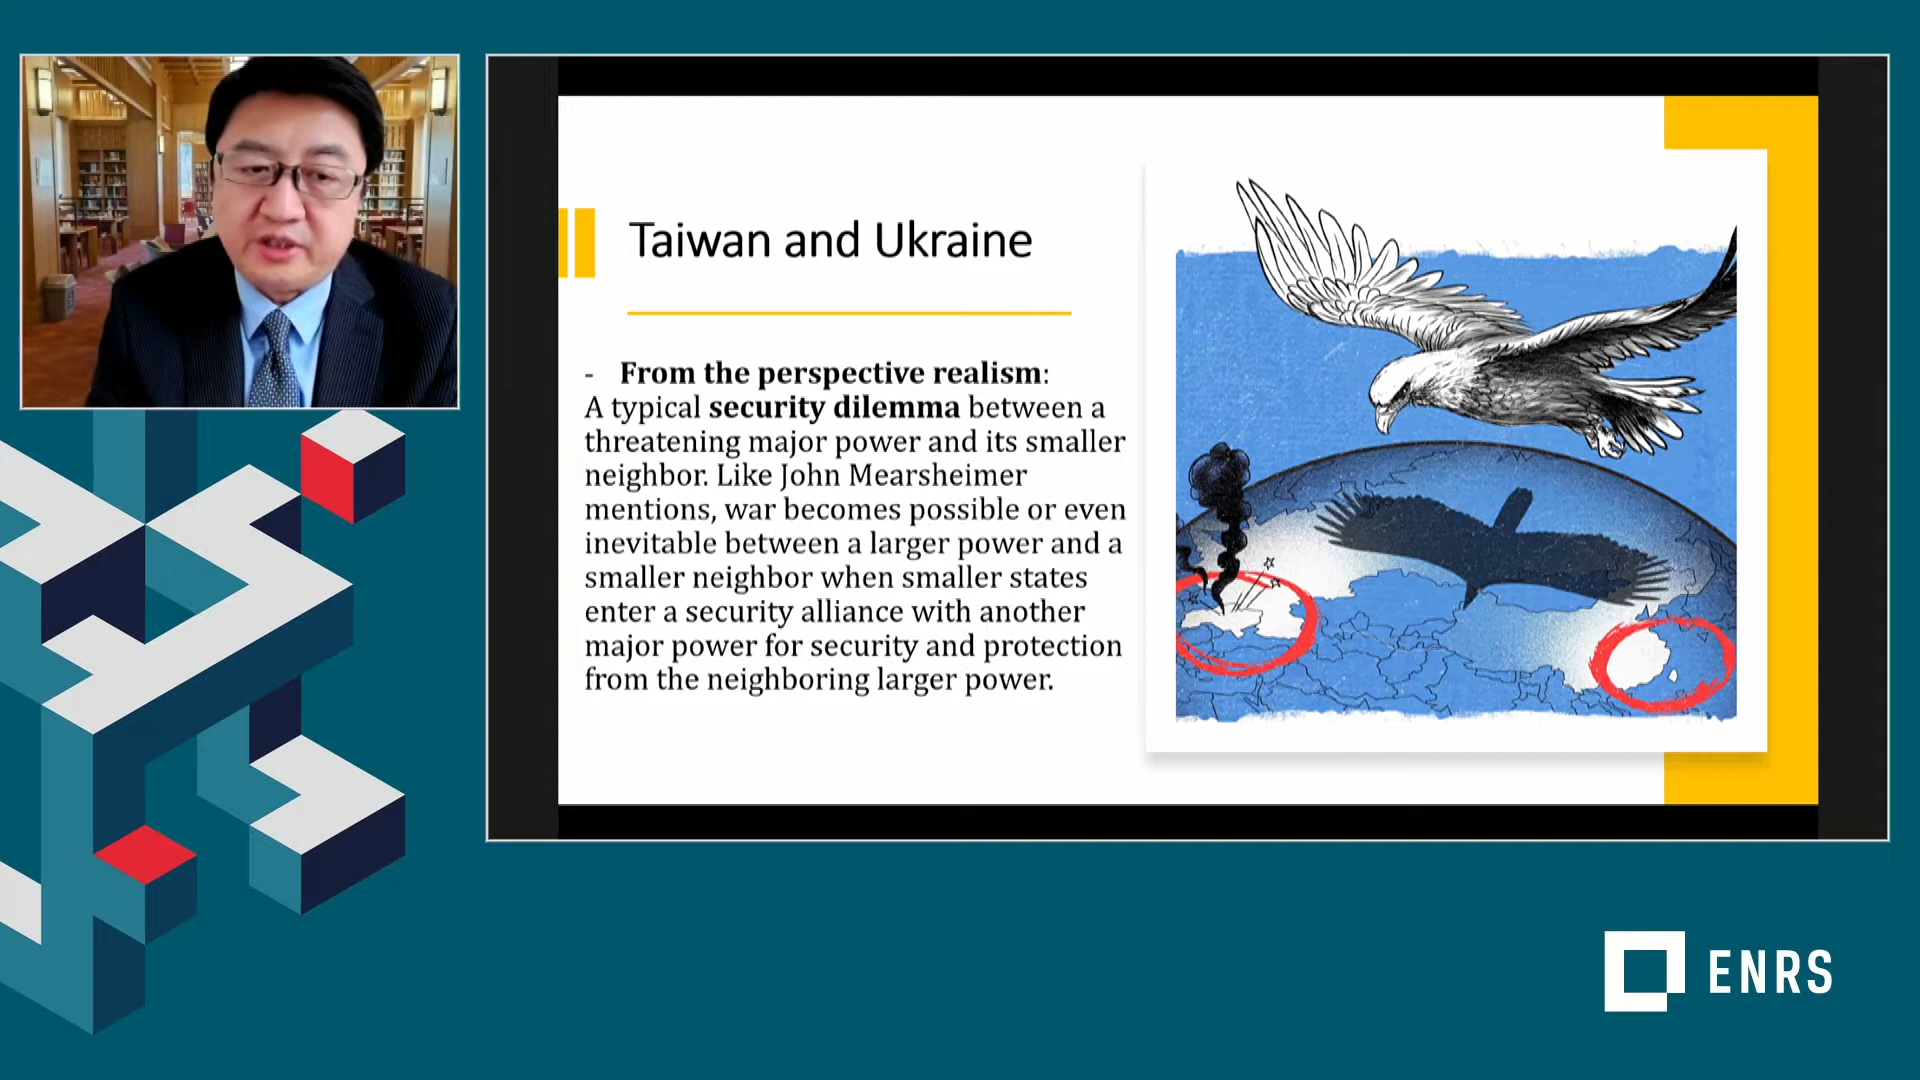 Taiwan and Ukraine
- From the perspective realism:
A typical security dilemma between a
threatening major power and its smaller
neighbor. Like John Mearsheimer
mentions, war becomes possible or even
inevitable between a larger power and a
smaller neighbor when smaller states
enter a security alliance with another
major power for security and protection
from the neighboring larger power.
ENRS